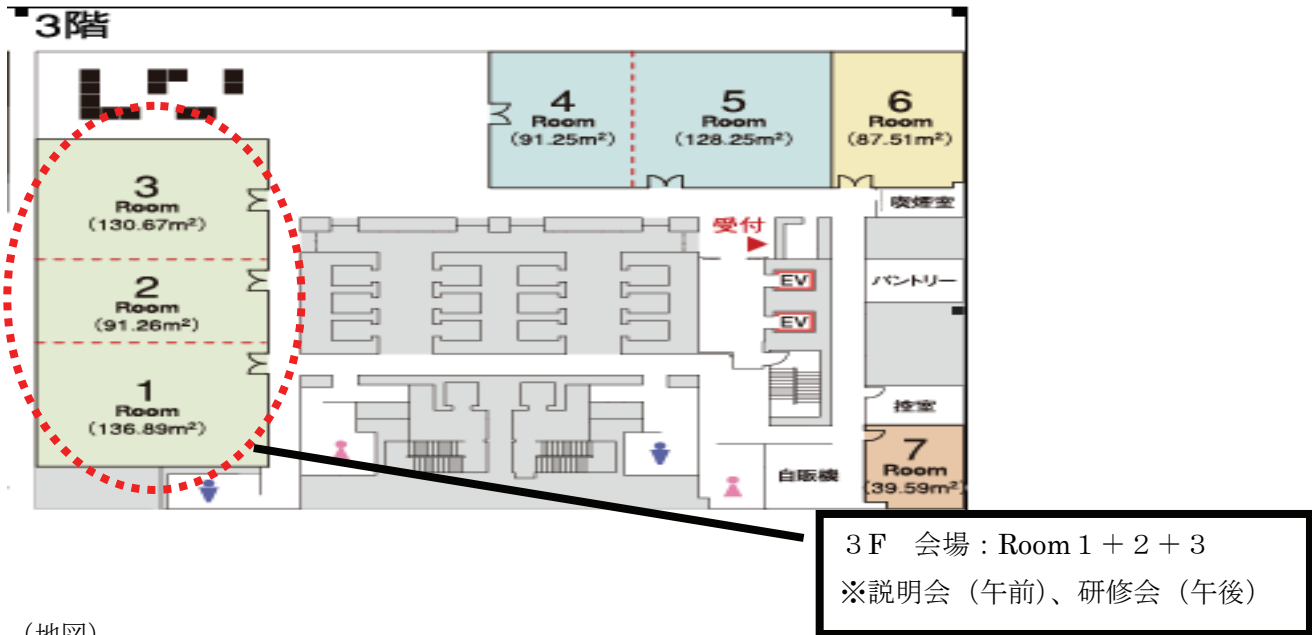 3階
4
Room
(91.25m²)
5
Room
(128.25m²)
6
Room
(87.51m²)
3
Room
(130.67m²)
喫煙室
受付
2
Room
(91.26m²)
EV
パントリー
EV
1
Room
(136.89m²)
控室
7
Room
(39.59m²)
自販機
３F　会場：Room１＋２＋３
※説明会（午前）、研修会（午後）
（地図）